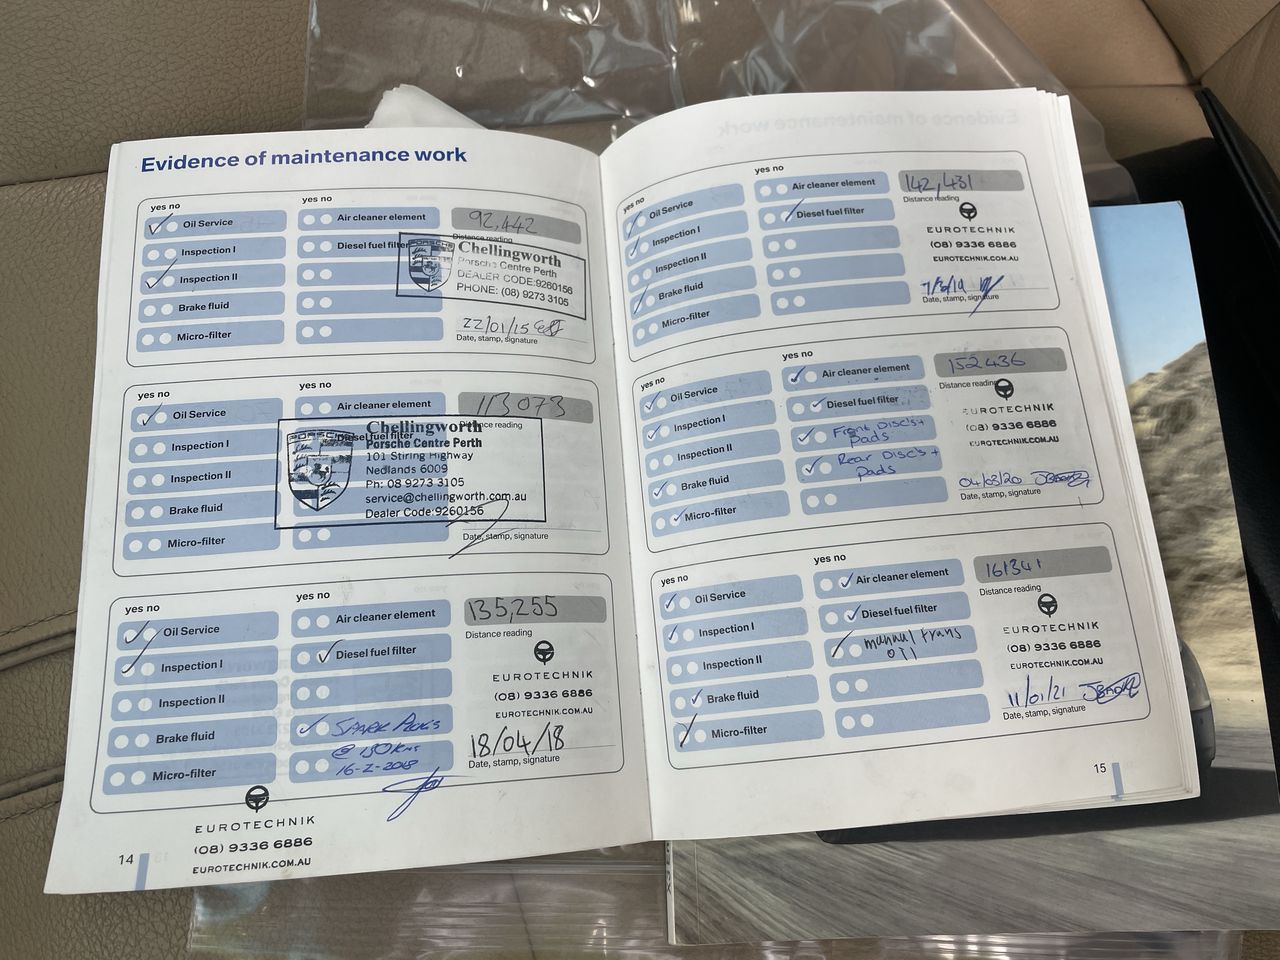 Evidence of maintenance work
yes no
yes no
Oil Service
Inspection I
Inspection II
Brake fluid
Micro-filter
Air cleaner element
Diesel fuel filter
92,442
Distance reading
PORSCHE
Chellingworth
Porsche Centre Perth
DEALER CODE:9260156
PHONE: (08) 9273 3105
22/01/15
Date, stamp, signature
yes no
yes no
Oil Service
Inspection I
Inspection II
Brake fluid
Micro-filter
Air cleaner element
Diesel fuel filter
113073
Distance reading
PORSCHE
Chellingworth
Porsche Centre Perth
101 Stirling Highway
Nedlands 6009
Ph: 08 9273 3105
service@chellingworth.com.au
Dealer Code:9260156
Date, stamp, signature
yes no
yes no
Oil Service
Inspection I
Inspection II
Brake fluid
Micro-filter
Air cleaner element
Diesel fuel filter
SPARK PLUGS
@ 130Kms
16-2-2018
135,255
Distance reading
EUROTECHNIK
(08) 9336 6886
EUROTECHNIK.COM.AU
18/04/18
Date, stamp, signature
EUROTECHNIK
(08) 9336 6886
EUROTECHNIK.COM.AU
14
yes no
yes no
Oil Service
Inspection I
Inspection II
Brake fluid
Micro-filter
Air cleaner element
Diesel fuel filter
142,431
Distance reading
EUROTECHNIK
(08) 9336 6886
EUROTECHNIK.COM.AU
7/3/19
Date, stamp, signature
yes no
yes no
Oil Service
Inspection I
Inspection II
Brake fluid
Micro-filter
Air cleaner element
Diesel fuel filter
Front Disc's +
Pads
Rear Disc's +
Pads
152436
Distance reading
EUROTECHNIK
(08) 9336 6886
EUROTECHNIK.COM.AU
04/03/20
Date, stamp, signature
yes no
yes no
Oil Service
Inspection I
Inspection II
Brake fluid
Micro-filter
Air cleaner element
Diesel fuel filter
manual trans
oil
161341
Distance reading
EUROTECHNIK
(08) 9336 6886
EUROTECHNIK.COM.AU
11/01/21
Date, stamp, signature
15